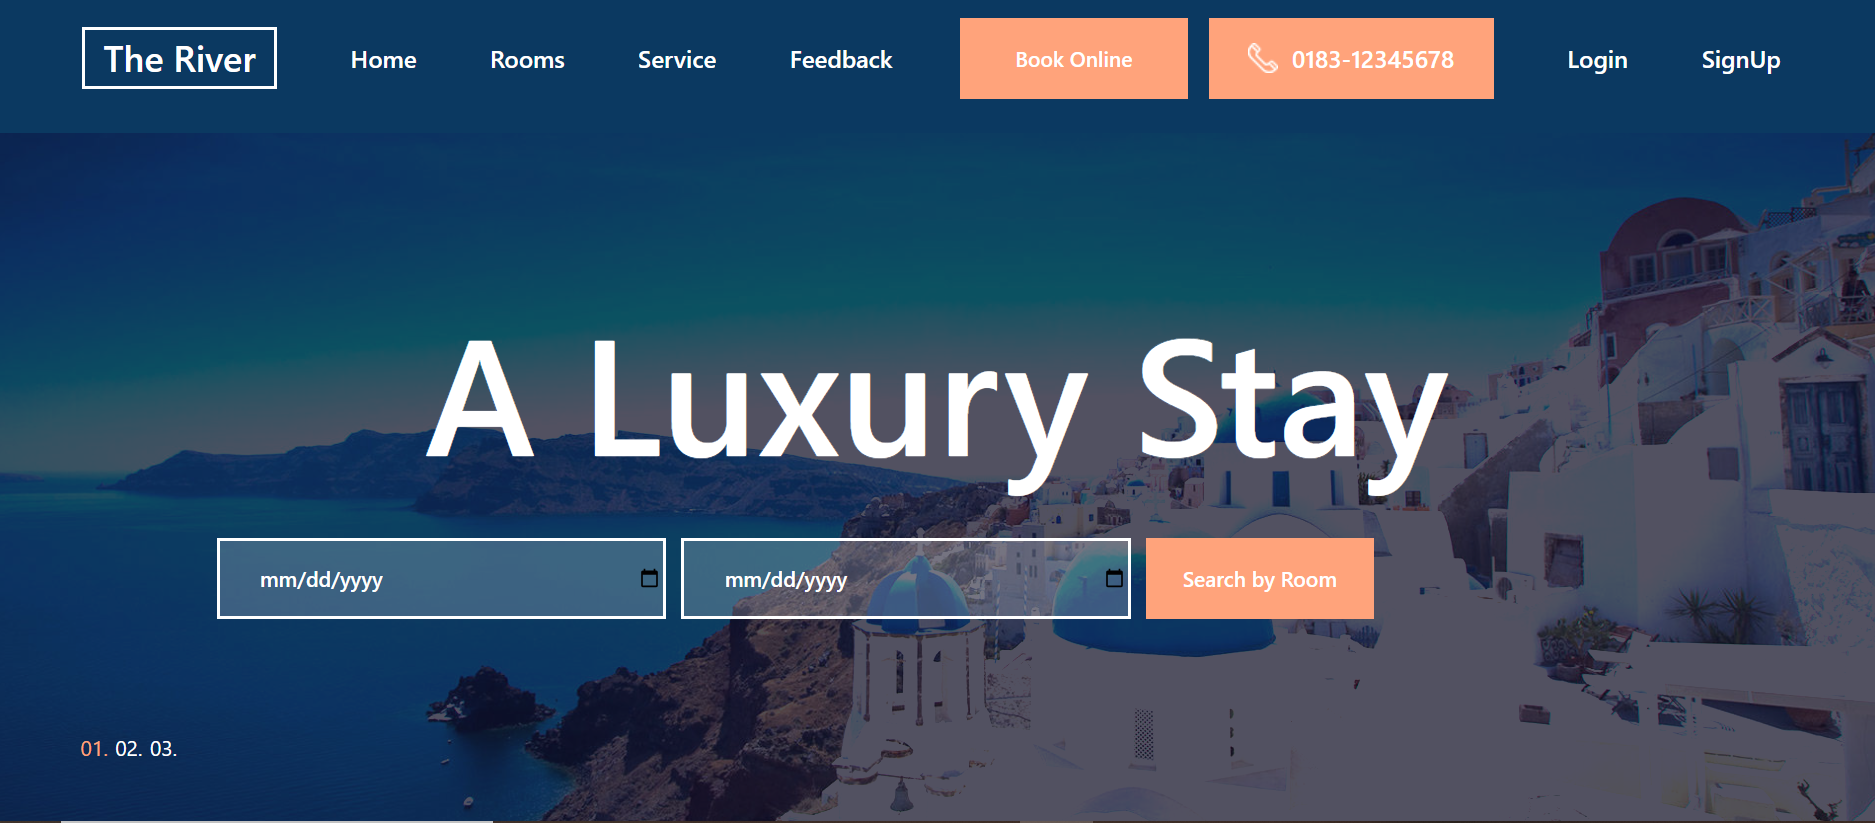 The River Home Rooms Service Feedback Book Online 0183-12345678 Login SignUp
A Luxury Stay
mm/dd/yyyy mm/dd/yyyy Search by Room
01. 02. 03.